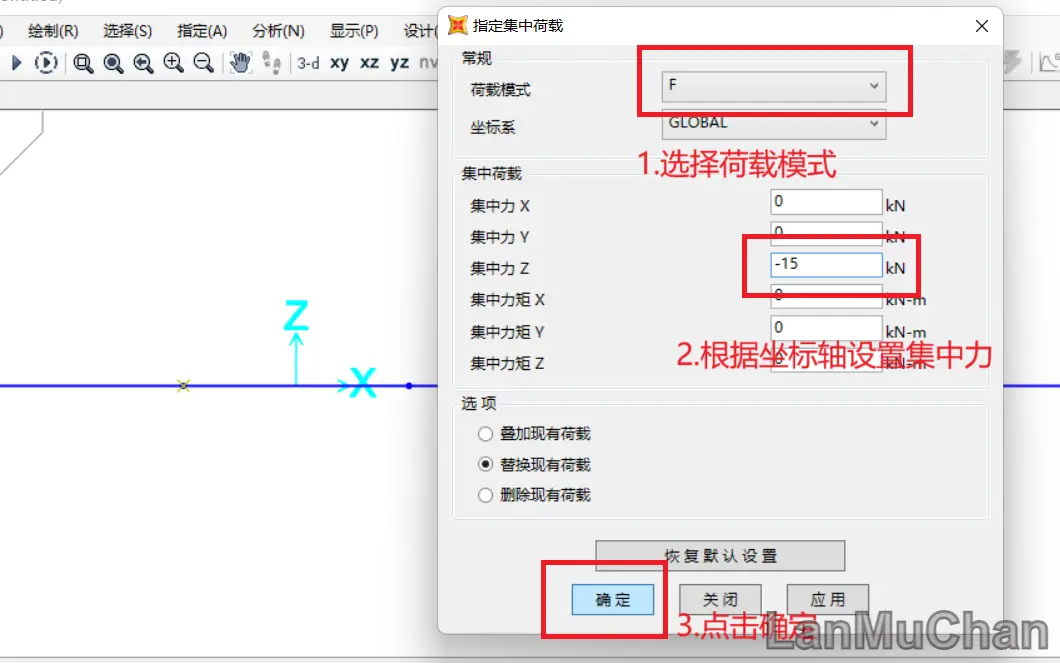 绘制(R) 选择(S) 指定(A) 分析(N) 显示(P) 设计(
3-d xy xz yz nv
指定集中荷载
常规
荷载模式 F
坐标系 GLOBAL
1.选择荷载模式
集中荷载
集中力 X 0 kN
集中力 Y 0 kN
集中力 Z -15 kN
集中力矩 X 0 kN-m
集中力矩 Y 0 kN-m
集中力矩 Z 0 kN-m
2.根据坐标轴设置集中力
Z
X
选项
叠加现有荷载
替换现有荷载
删除现有荷载
恢复默认设置
确定 关闭 应用
3.点击确定
LanMuChan